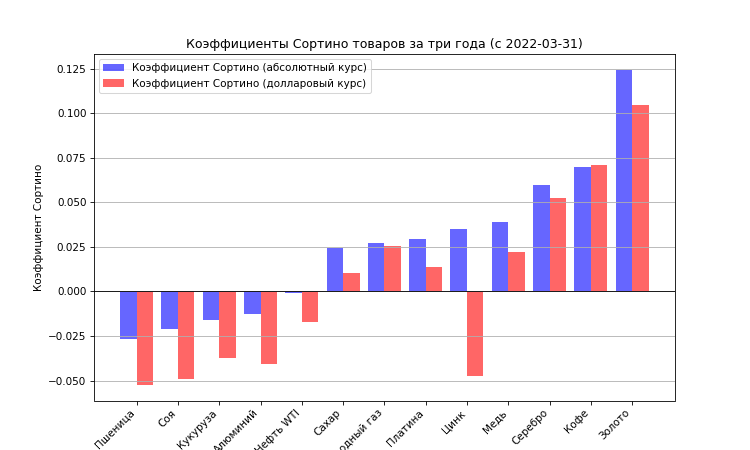 Коэффициенты Сортино товаров за три года (с 2022-03-31)
Коэффициент Сортино (абсолютный курс)
Коэффициент Сортино (долларовый курс)
Коэффициент Сортино
0.125
0.100
0.075
0.050
0.025
0.000
−0.025
−0.050
Пшеница
Соя
Кукуруза
Алюминий
Нефть WTI
Сахар
одный газ
Платина
Цинк
Медь
Серебро
Кофе
Золото